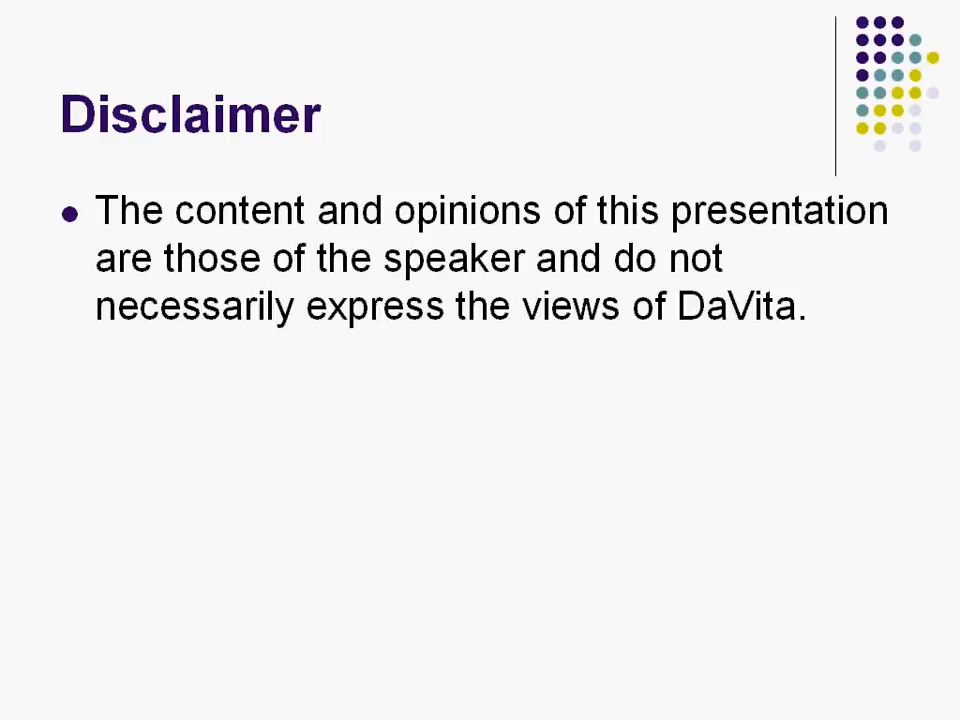 Disclaimer
The content and opinions of this presentation
are those of the speaker and do not
necessarily express the views of DaVita.